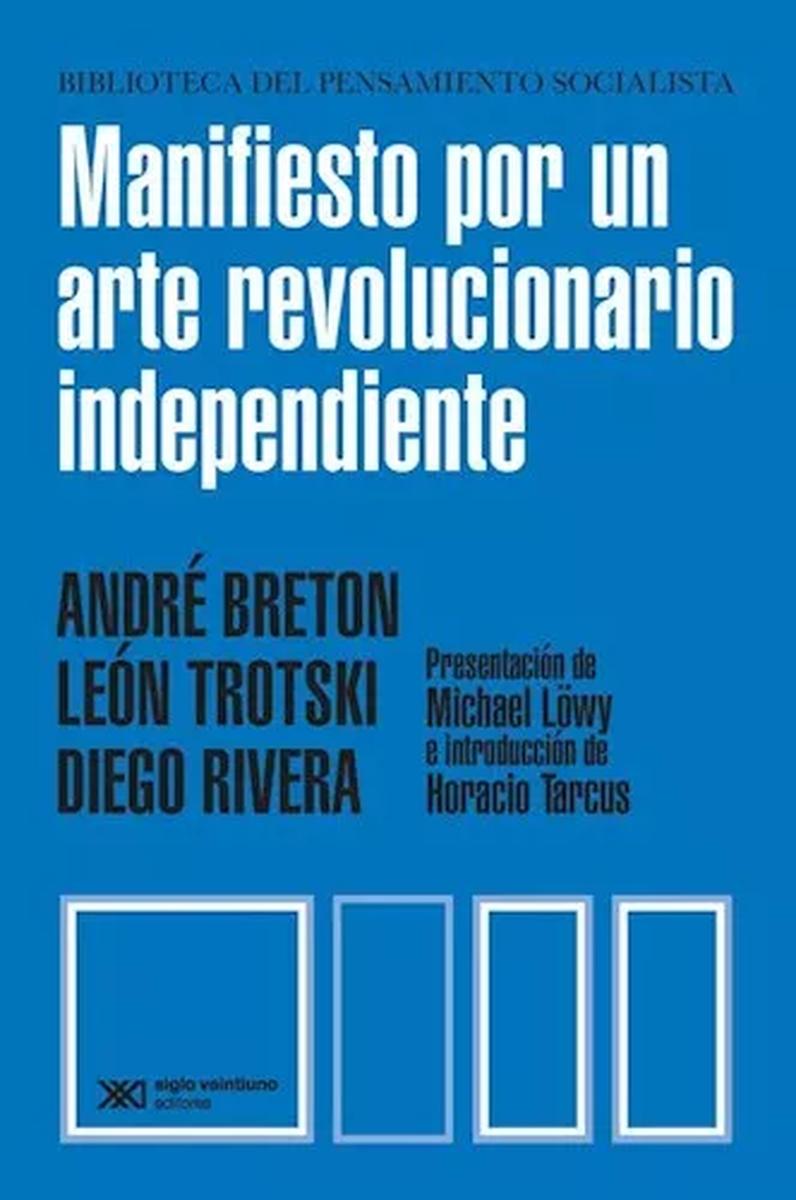 BIBLIOTECA DEL PENSAMIENTO SOCIALISTA
Manifiesto por un
arte revolucionario
independiente
ANDRÉ BRETON
LEÓN TROTSKI
DIEGO RIVERA
Presentación de
Michael Löwy
e introducción de
Horacio Tarcus
siglo veintiuno
editores